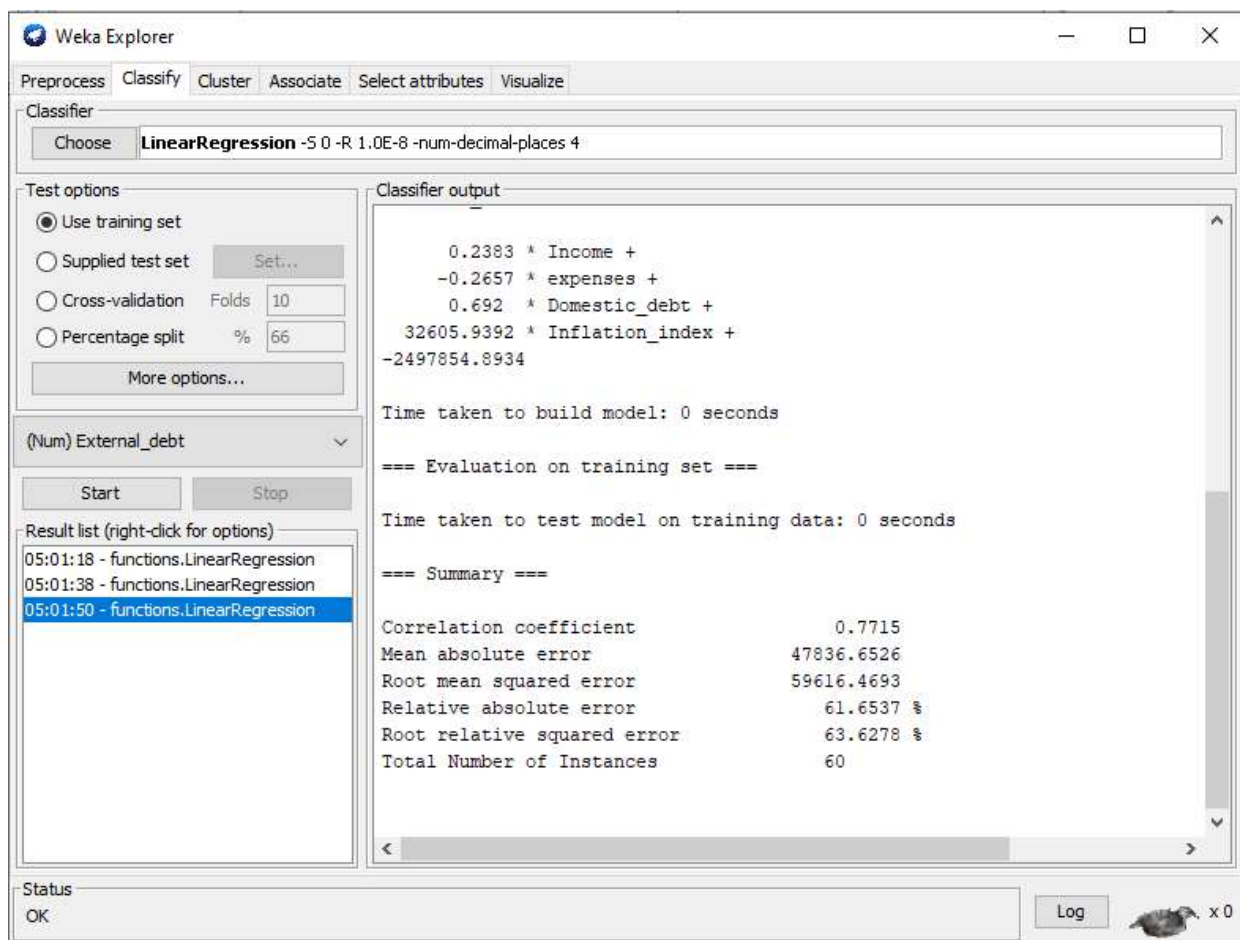 Weka Explorer
Preprocess Classify Cluster Associate Select attributes Visualize
Classifier
Choose LinearRegression -S 0 -R 1.0E-8 -num-decimal-places 4
Test options
Use training set
Supplied test set Set...
Cross-validation Folds 10
Percentage split % 66
More options...
(Num) External_debt
Start Stop
Result list (right-click for options)
05:01:18 - functions.LinearRegression
05:01:38 - functions.LinearRegression
05:01:50 - functions.LinearRegression
Classifier output
0.2383 * Income +
-0.2657 * expenses +
0.692 * Domestic_debt +
32605.9392 * Inflation_index +
-2497854.8934
Time taken to build model: 0 seconds
=== Evaluation on training set ===
Time taken to test model on training data: 0 seconds
=== Summary ===
Correlation coefficient 0.7715
Mean absolute error 47836.6526
Root mean squared error 59616.4693
Relative absolute error 61.6537 %
Root relative squared error 63.6278 %
Total Number of Instances 60
Status
OK
Log x 0